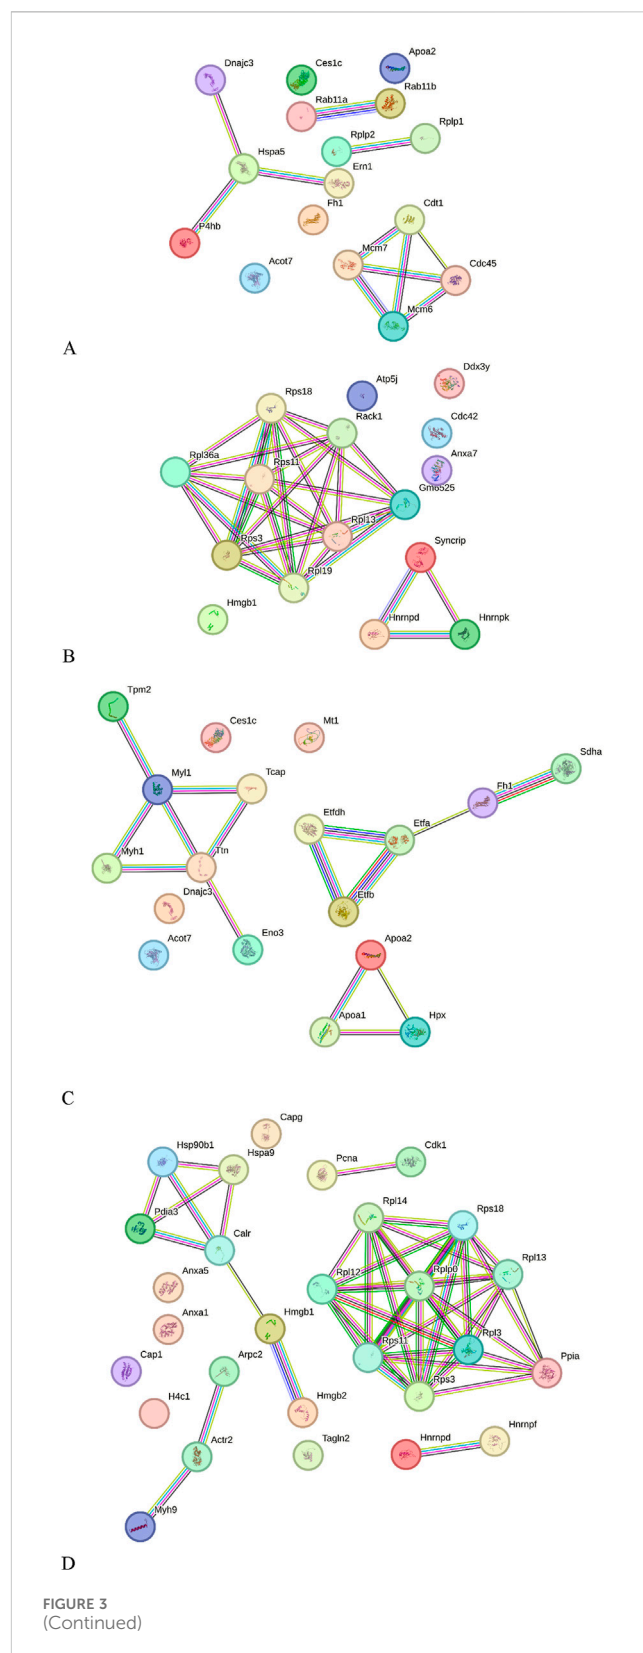 Dnajc3
Ces1c
Apoa2
Rab11a
Rab11b
Rplp2
Rplp1
Hspa5
Ern1
Fh1
Cdt1
P4hb
Mcm7
Acot7
Cdc45
Mcm6
A
Ddx3y
Atp5j
Rps18
Rack1
Cdc42
Rpl36a
Rps11
Anxa7
Gm6525
Rpl13
Rps3
Syncrip
Rpl19
Hmgb1
Hnrnpd
Hnrnpk
B
Tpm2
Ces1c
Mt1
Sdha
Myl1
Tcap
Fh1
Etfdh
Etfa
Myh1
Ttn
Dnajc3
Etfb
Acot7
Eno3
Apoa2
Apoa1
Hpx
C
Capg
Hsp90b1
Hspa9
Pcna
Cdk1
Pdia3
Calr
Rpl14
Rps18
Anxa5
Rpl12
Rplp0
Rpl13
Anxa1
Hmgb1
Rps11
Rpl3
Cap1
Arpc2
Ppia
Rps3
H4c1
Hmgb2
Actr2
Tagln2
Hnrnpd
Hnrnpf
Myh9
D
FIGURE 3
(Continued)